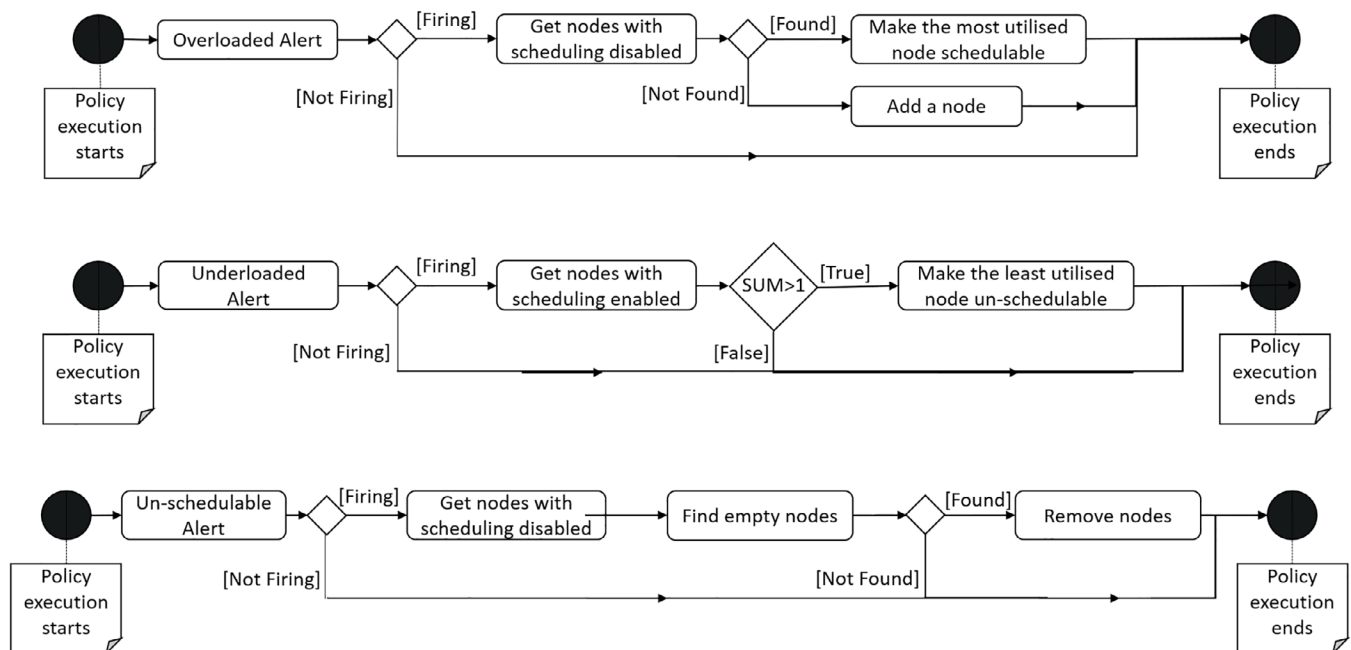 [Firing]
[Found]
Overloaded Alert
Get nodes with
scheduling disabled
Make the most utilised
node schedulable
[Not Firing]
[Not Found]
Add a node
Policy
execution
starts
Policy
execution
ends
[Firing]
[True]
Underloaded
Alert
Get nodes with
scheduling enabled
SUM>1
Make the least utilised
node un-schedulable
[Not Firing]
[False]
Policy
execution
starts
Policy
execution
ends
[Firing]
[Found]
Un-schedulable
Alert
Get nodes with
scheduling disabled
Find empty nodes
Remove nodes
[Not Firing]
[Not Found]
Policy
execution
starts
Policy
execution
ends